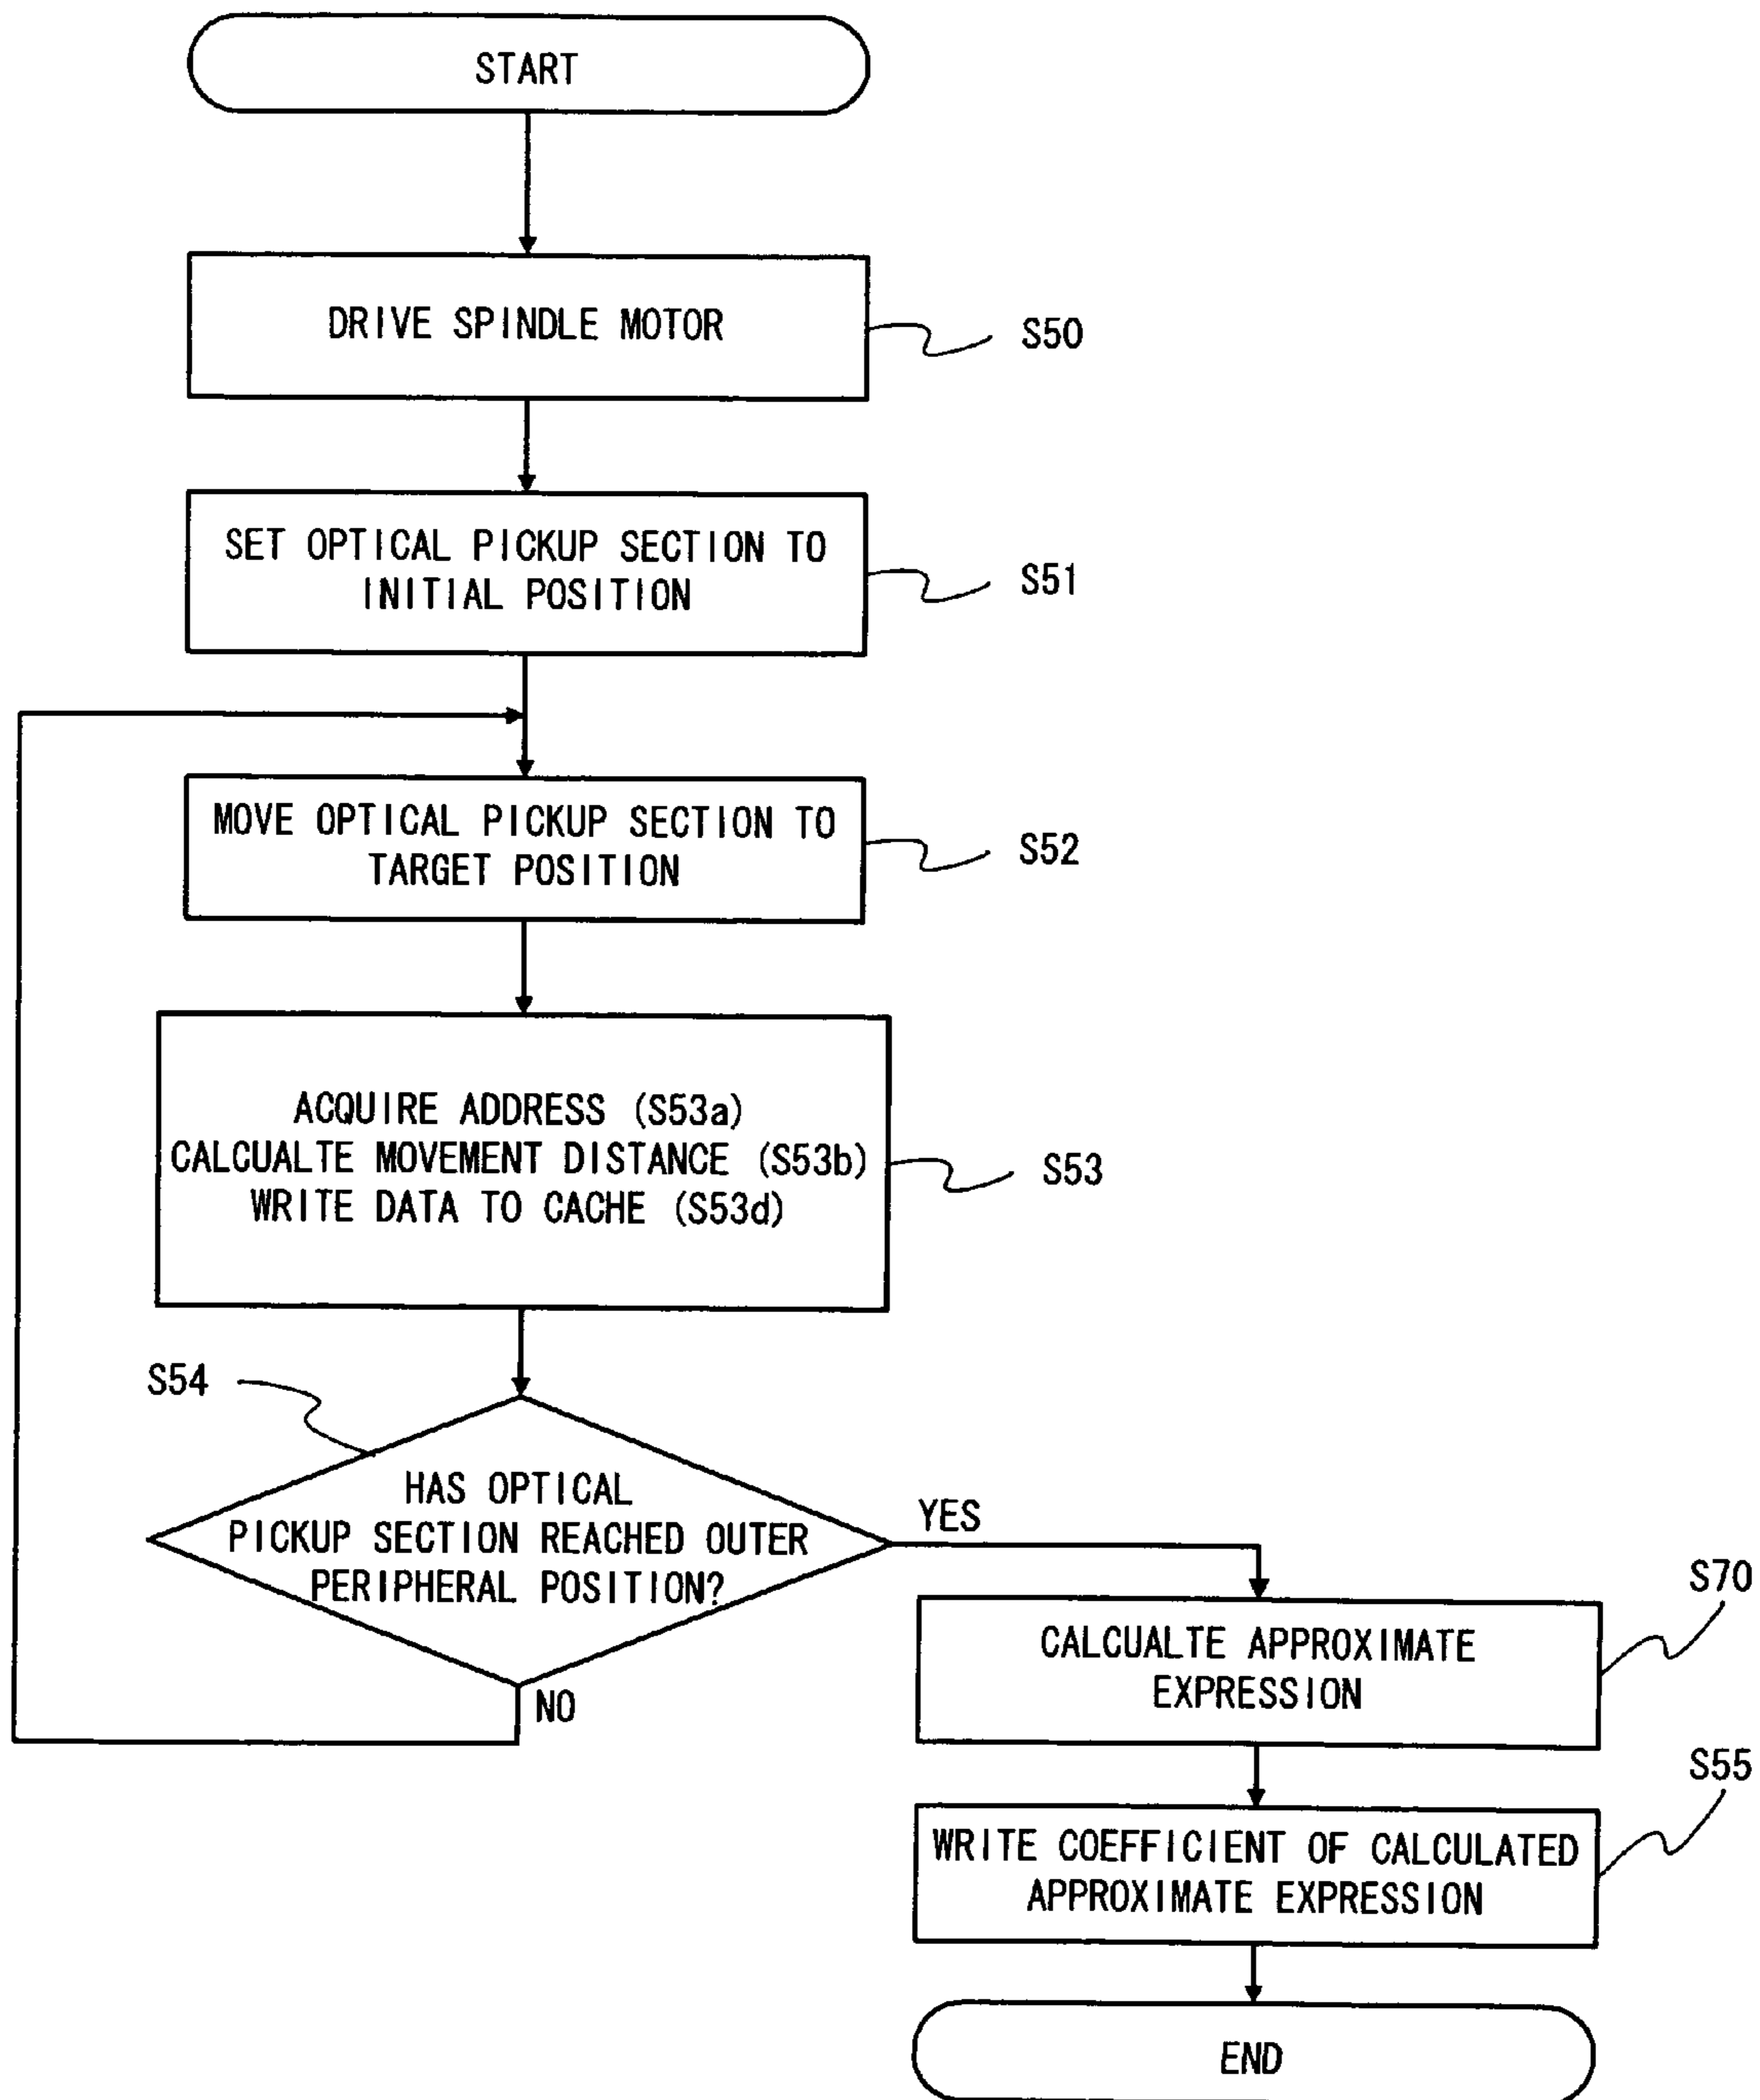 START
DRIVE SPINDLE MOTOR
S50
SET OPTICAL PICKUP SECTION TO
INITIAL POSITION
S51
MOVE OPTICAL PICKUP SECTION TO
TARGET POSITION
S52
ACQUIRE ADDRESS (S53a)
CALCUALTE MOVEMENT DISTANCE (S53b)
WRITE DATA TO CACHE (S53d)
S53
S54
HAS OPTICAL
PICKUP SECTION REACHED OUTER
PERIPHERAL POSITION?
YES
NO
S70
CALCUALTE APPROXIMATE
EXPRESSION
S55
WRITE COEFFICIENT OF CALCULATED
APPROXIMATE EXPRESSION
END